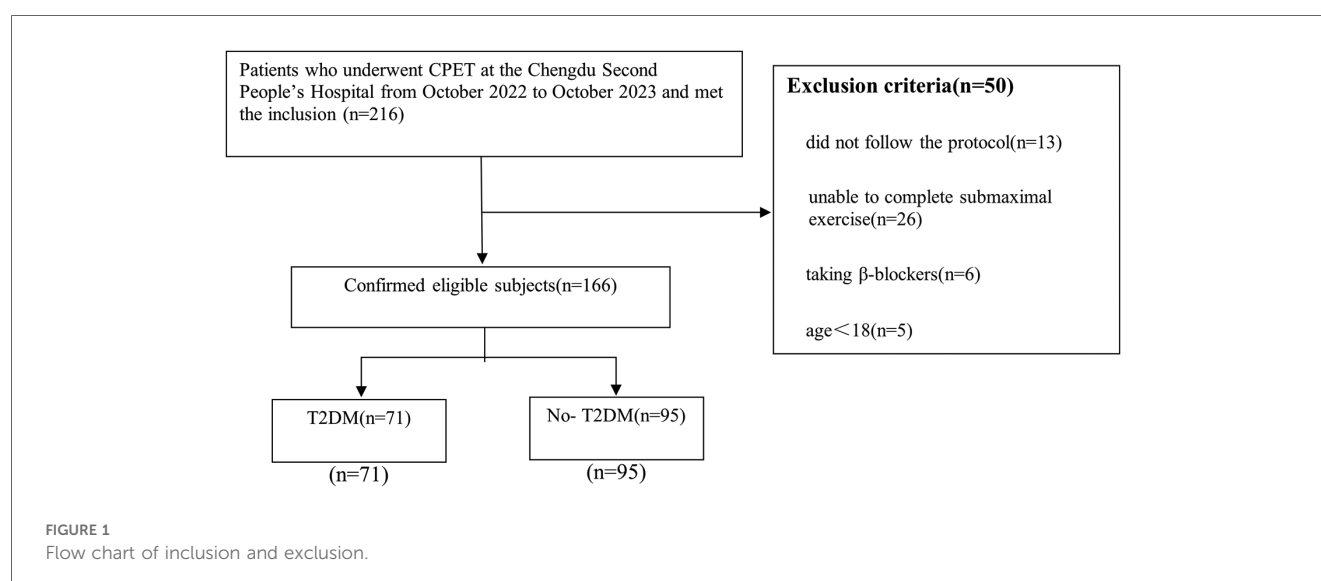 Patients who underwent CPET at the Chengdu Second
People's Hospital from October 2022 to October 2023 and met
the inclusion (n=216)
Exclusion criteria(n=50)
did not follow the protocol(n=13)
unable to complete submaximal
exercise(n=26)
taking β-blockers(n=6)
age＜18(n=5)
Confirmed eligible subjects(n=166)
T2DM(n=71)
No- T2DM(n=95)
(n=71)
(n=95)
FIGURE 1
Flow chart of inclusion and exclusion.